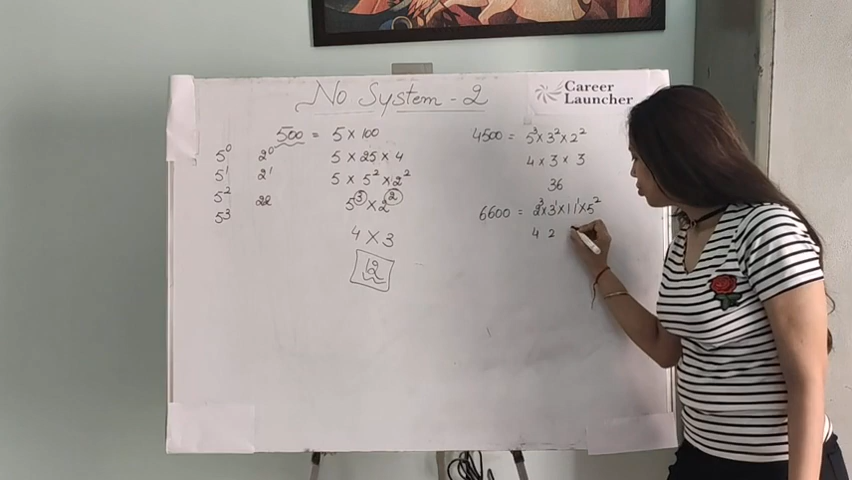 No System - 2
Career
Launcher
500 = 5 × 100
5 × 25 × 4
5 × 5² × 2²
5³ × 2²
4 × 3
12
5⁰ 2⁰
5¹ 2¹
5² 22
5³
4500 = 5³ × 3² × 2²
4 × 3 × 3
36
6600 = 2³ × 3¹ × 11¹ × 5²
4 2